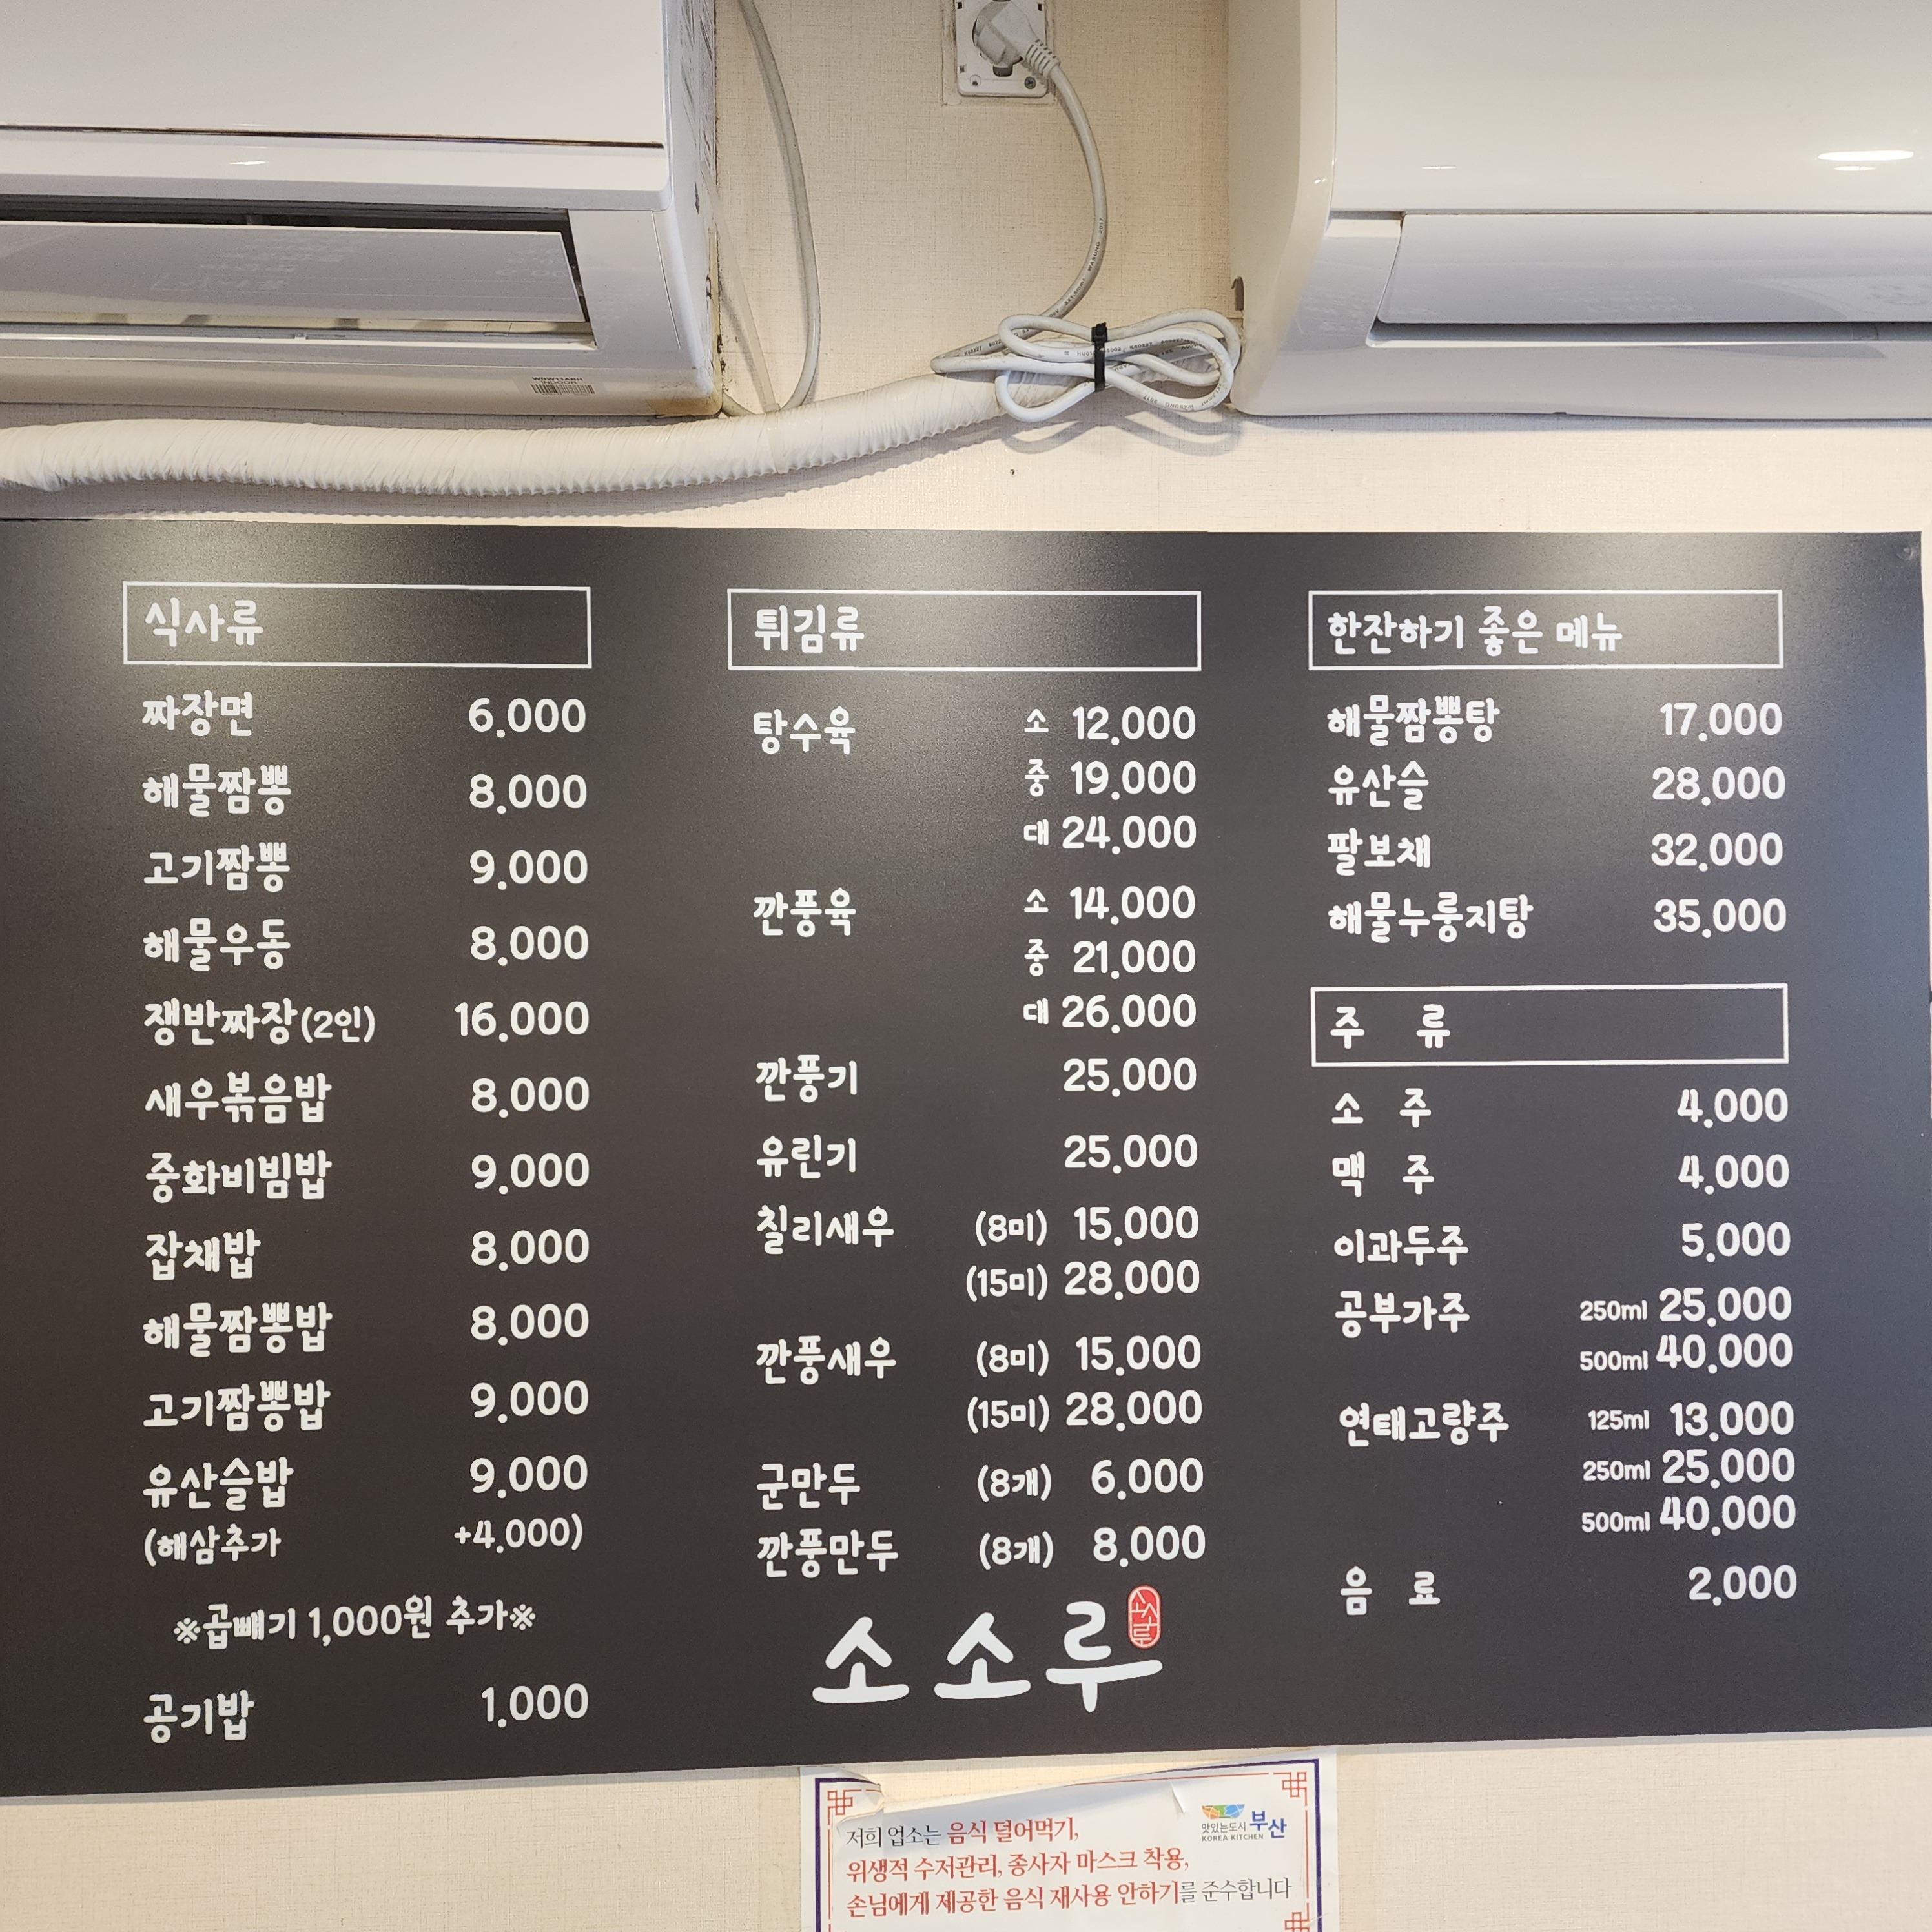 식사류
짜장면 6.000
해물짬뽕 8.000
고기짬뽕 9.000
해물우동 8.000
쟁반짜장(2인) 16.000
새우볶음밥 8.000
중화비빔밥 9.000
잡채밥 8.000
해물짬뽕밥 8.000
고기짬뽕밥 9.000
유산슬밥 9.000
(해삼추가 +4.000)
※곱빼기 1,000원 추가※
공기밥 1.000
튀김류
탕수육 소 12.000
중 19.000
대 24.000
깐풍육 소 14.000
중 21.000
대 26.000
깐풍기 25.000
유린기 25.000
칠리새우 (8미) 15.000
(15미) 28.000
깐풍새우 (8미) 15.000
(15미) 28.000
군만두 (8개) 6.000
깐풍만두 (8개) 8.000
소소루
소소루
한잔하기 좋은 메뉴
해물짬뽕탕 17.000
유산슬 28.000
팔보채 32.000
해물누룽지탕 35.000
주 류
소 주 4.000
맥 주 4.000
이과두주 5.000
공부가주 250ml 25.000
500ml 40.000
연태고량주 125ml 13.000
250ml 25.000
500ml 40.000
음 료 2.000
맛있는도시 부산
KOREA KITCHEN
저희 업소는 음식 덜어먹기,
위생적 수저관리, 종사자 마스크 착용,
손님에게 제공한 음식 재사용 안하기를 준수합니다